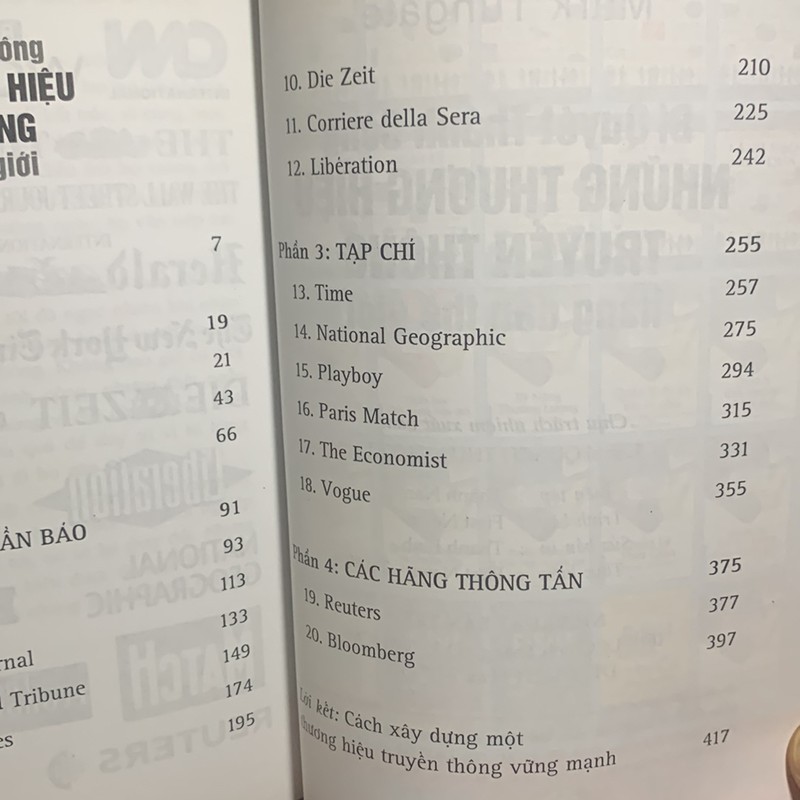 ông
HIỆU
NG
giới
7
19
21
43
66
91
ẦN BÁO
93
113
133
rnal 149
l Tribune 174
es 195
10. Die Zeit 210
11. Corriere della Sera 225
12. Libération 242
Phần 3: TẠP CHÍ 255
13. Time 257
14. National Geographic 275
15. Playboy 294
16. Paris Match 315
17. The Economist 331
18. Vogue 355
Phần 4: CÁC HÃNG THÔNG TẤN 375
19. Reuters 377
20. Bloomberg 397
Lời kết: Cách xây dựng một
thương hiệu truyền thông vững mạnh 417